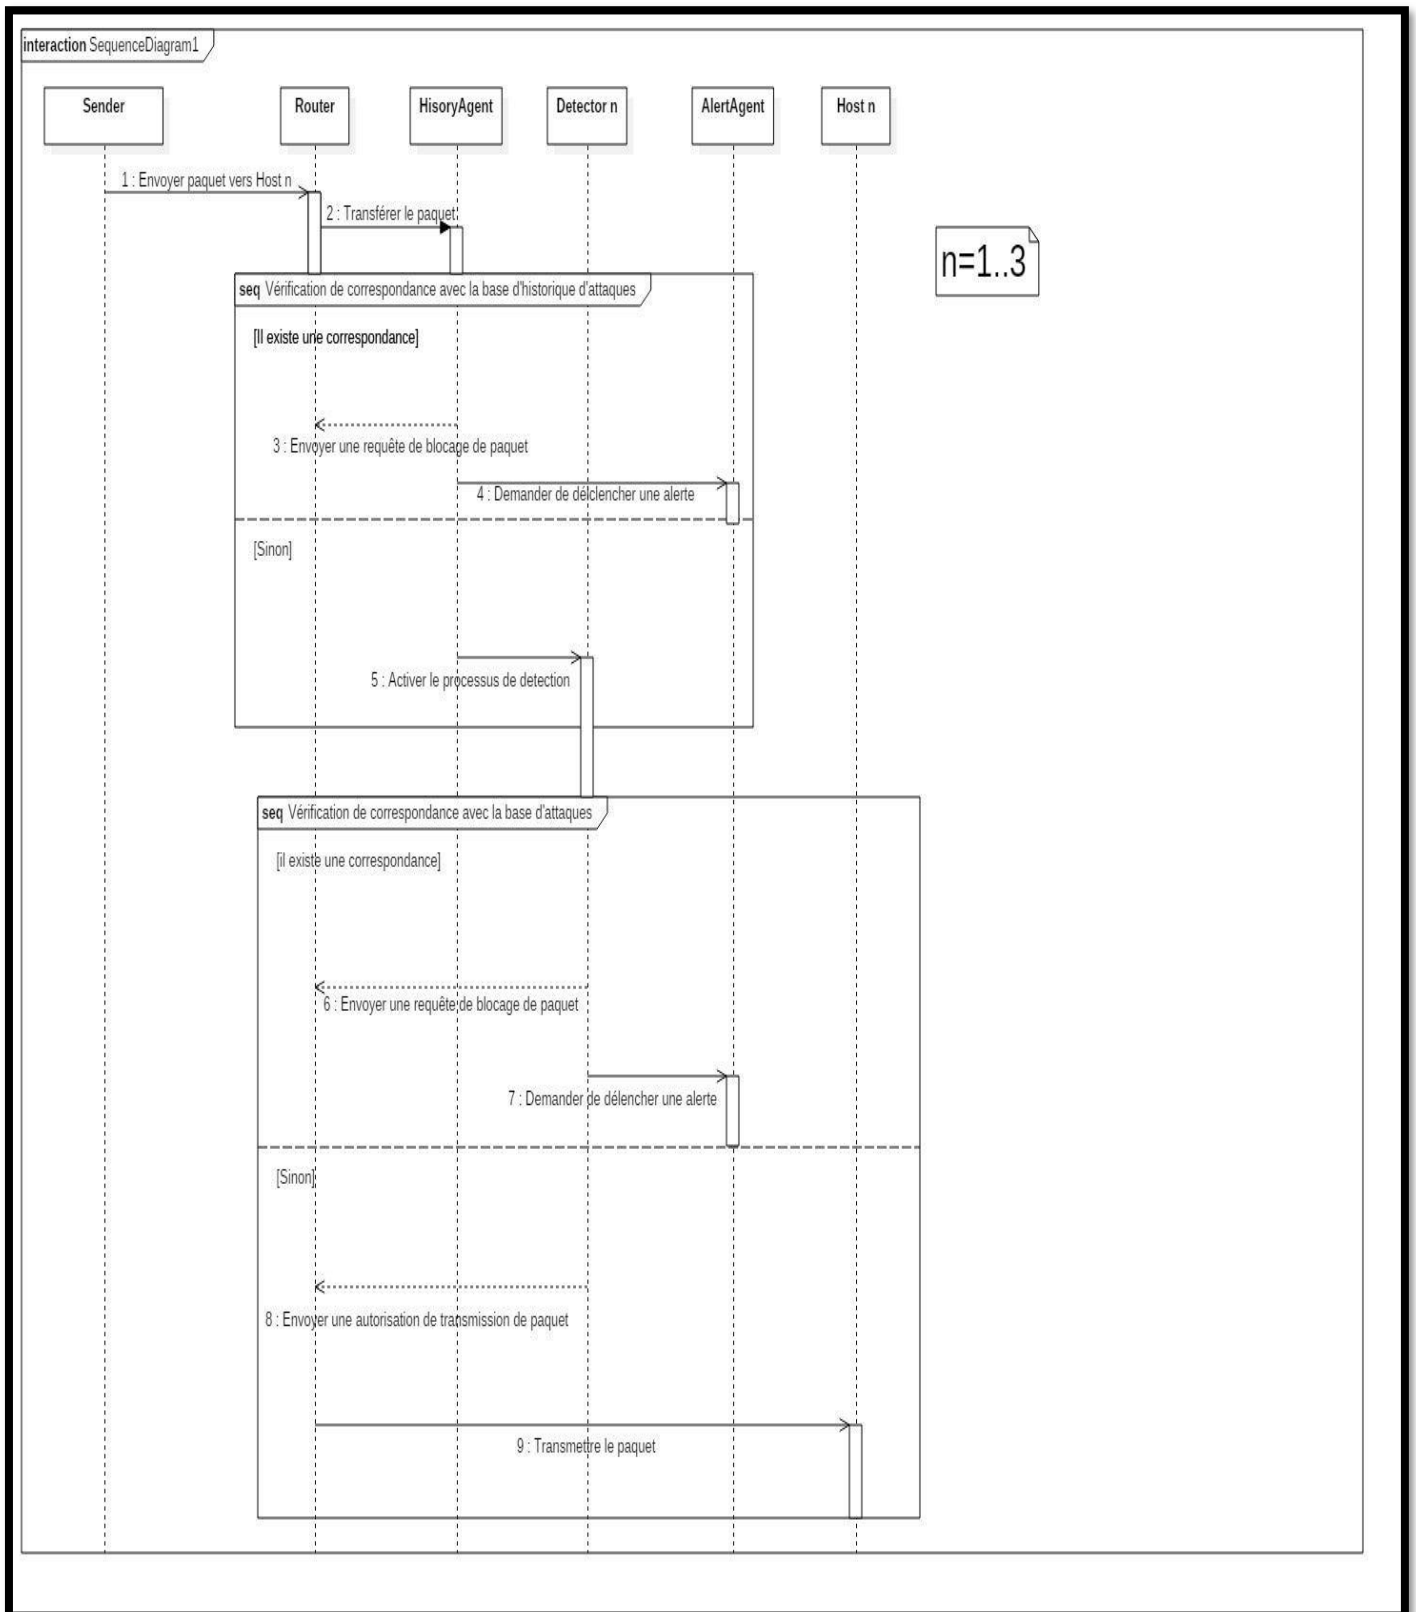 interaction SequenceDiagram1
Sender
Router
HisoryAgent
Detector n
AlertAgent
Host n
1 : Envoyer paquet vers Host n
2 : Transférer le paquet
n=1..3
seq Vérification de correspondance avec la base d'historique d'attaques
[Il existe une correspondance]
3 : Envoyer une requête de blocage de paquet
4 : Demander de déclencher une alerte
[Sinon]
5 : Activer le processus de detection
seq Vérification de correspondance avec la base d'attaques
[il existe une correspondance]
6 : Envoyer une requête de blocage de paquet
7 : Demander de délencher une alerte
[Sinon]
8 : Envoyer une autorisation de transmission de paquet
9 : Transmettre le paquet